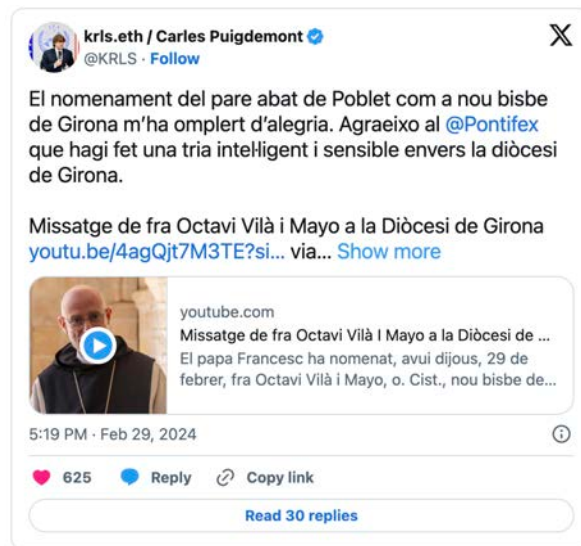 krls.eth / Carles Puigdemont
@KRLS · Follow
El nomenament del pare abat de Poblet com a nou bisbe
de Girona m’ha omplert d’alegria. Agraeixo al @Pontifex
que hagi fet una tria intel·ligent i sensible envers la diòcesi
de Girona.
Missatge de fra Octavi Vilà i Mayo a la Diòcesi de Girona
youtu.be/4agQjt7M3TE?si... via... Show more
youtube.com
Missatge de fra Octavi Vilà I Mayo a la Diòcesi de ...
El papa Francesc ha nomenat, avui dijous, 29 de
febrer, fra Octavi Vilà i Mayo, o. Cist., nou bisbe de...
5:19 PM · Feb 29, 2024
625 Reply Copy link
Read 30 replies